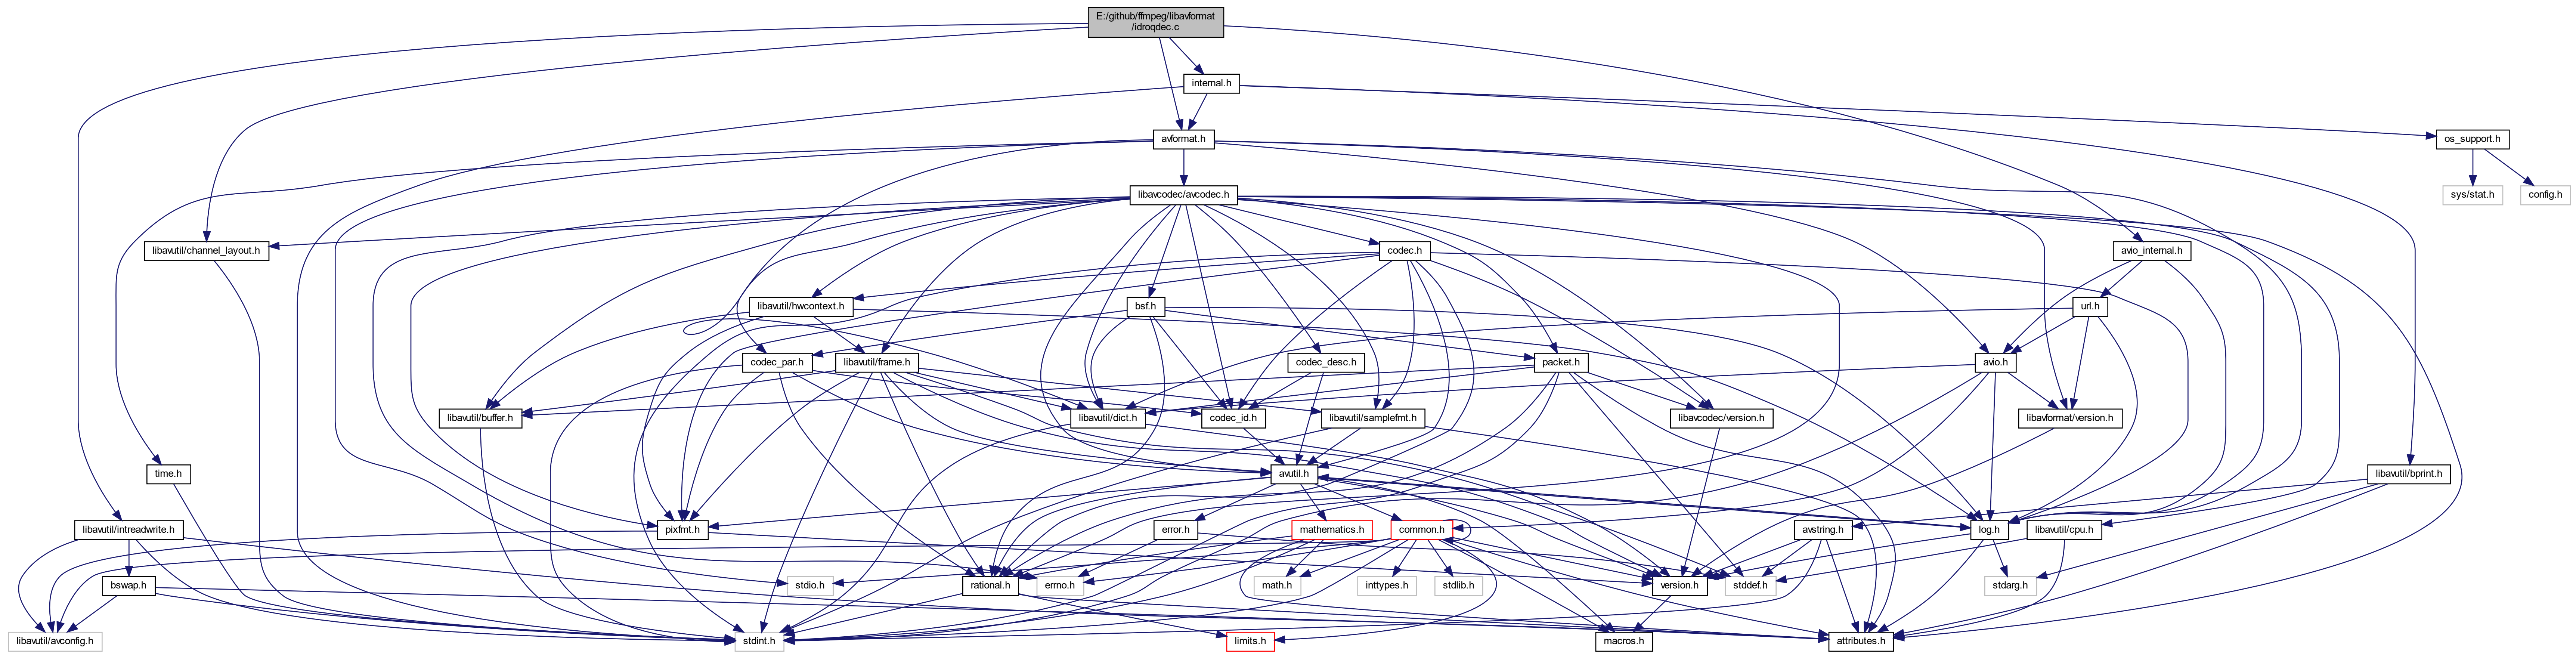 E:/github/ffmpeg/libavformat
/idroqdec.c
internal.h
avformat.h
os_support.h
libavcodec/avcodec.h
sys/stat.h
config.h
libavutil/channel_layout.h
codec.h
avio_internal.h
libavutil/hwcontext.h
bsf.h
url.h
codec_par.h
libavutil/frame.h
codec_desc.h
packet.h
avio.h
libavutil/buffer.h
libavutil/dict.h
codec_id.h
libavutil/samplefmt.h
libavcodec/version.h
libavformat/version.h
time.h
avutil.h
libavutil/bprint.h
libavutil/intreadwrite.h
pixfmt.h
error.h
mathematics.h
common.h
avstring.h
log.h
libavutil/cpu.h
bswap.h
stdio.h
rational.h
errno.h
math.h
inttypes.h
stdlib.h
version.h
stddef.h
stdarg.h
libavutil/avconfig.h
stdint.h
limits.h
macros.h
attributes.h